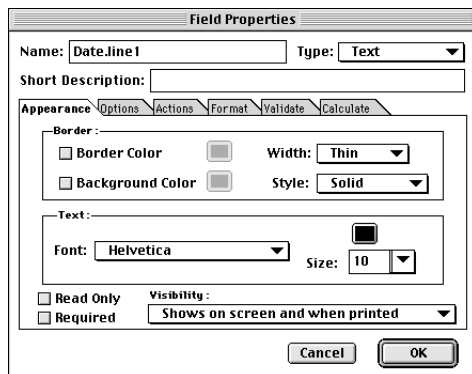 Field Properties
Name: Date.line1 Type: Text
Short Description:
Appearance Options Actions Format Validate Calculate
Border:
Border Color Width: Thin
Background Color Style: Solid
Text:
Font: Helvetica Size: 10
Read Only Visibility:
Required Shows on screen and when printed
Cancel OK